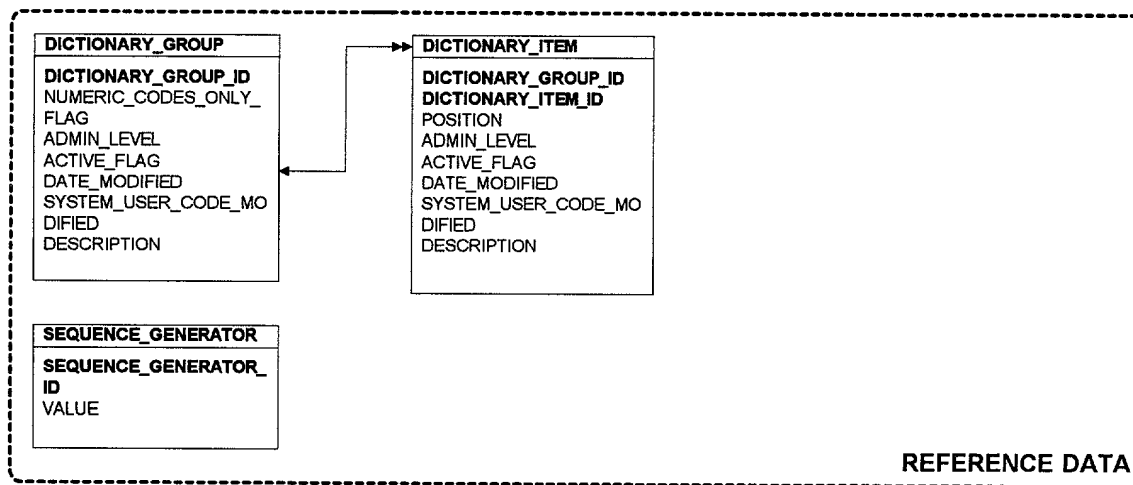 DICTIONARY_GROUP
DICTIONARY_GROUP_ID
NUMERIC_CODES_ONLY_
FLAG
ADMIN_LEVEL
ACTIVE_FLAG
DATE_MODIFIED
SYSTEM_USER_CODE_MO
DIFIED
DESCRIPTION
DICTIONARY_ITEM
DICTIONARY_GROUP_ID
DICTIONARY_ITEM_ID
POSITION
ADMIN_LEVEL
ACTIVE_FLAG
DATE_MODIFIED
SYSTEM_USER_CODE_MO
DIFIED
DESCRIPTION
SEQUENCE_GENERATOR
SEQUENCE_GENERATOR_
ID
VALUE
REFERENCE DATA